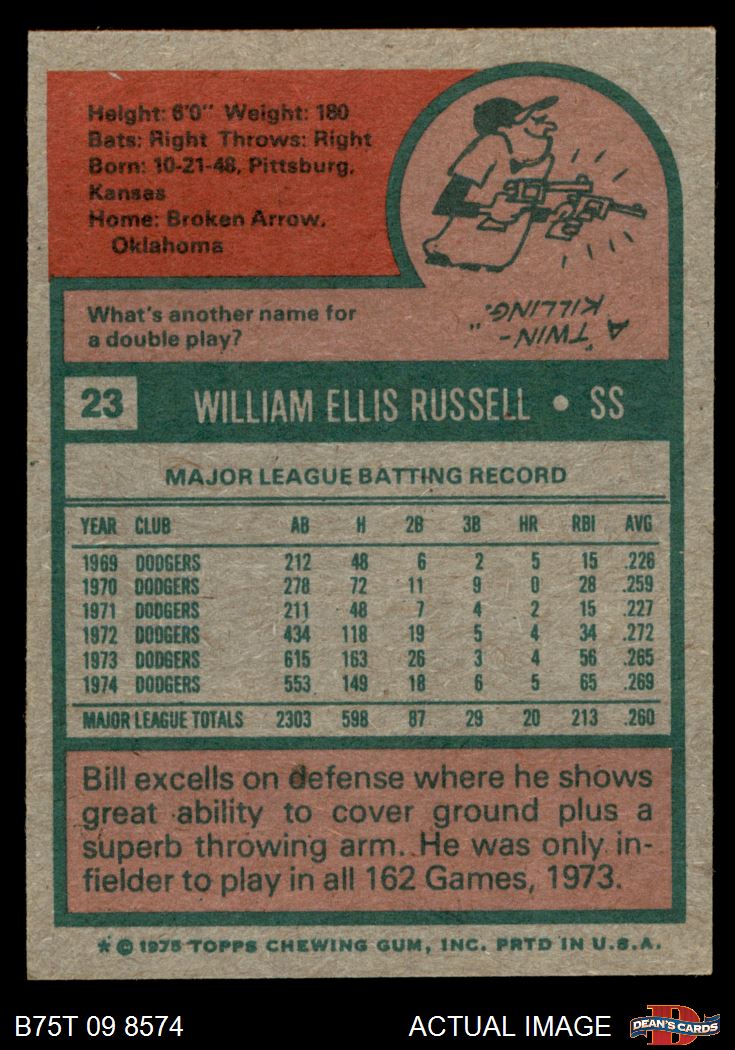 Height: 6'0" Weight: 180
Bats: Right Throws: Right
Born: 10-21-48, Pittsburg,
Kansas
Home: Broken Arrow,
Oklahoma
What's another name for
a double play?
A "TWIN-
KILLING."
23 WILLIAM ELLIS RUSSELL • SS
MAJOR LEAGUE BATTING RECORD
YEAR CLUB AB H 2B 3B HR RBI AVG
1969 DODGERS 212 48 6 2 5 15 .226
1970 DODGERS 278 72 11 9 0 28 .259
1971 DODGERS 211 48 7 4 2 15 .227
1972 DODGERS 434 118 19 5 4 34 .272
1973 DODGERS 615 163 26 3 4 56 .265
1974 DODGERS 553 149 18 6 5 65 .269
MAJOR LEAGUE TOTALS 2303 598 87 29 20 213 .260
Bill excells on defense where he shows
great ability to cover ground plus a
superb throwing arm. He was only in-
fielder to play in all 162 Games, 1973.
* © 1975 TOPPS CHEWING GUM, INC. PRTD IN U.S.A.
B75T 09 8574 ACTUAL IMAGE
D
DEAN'S CARDS